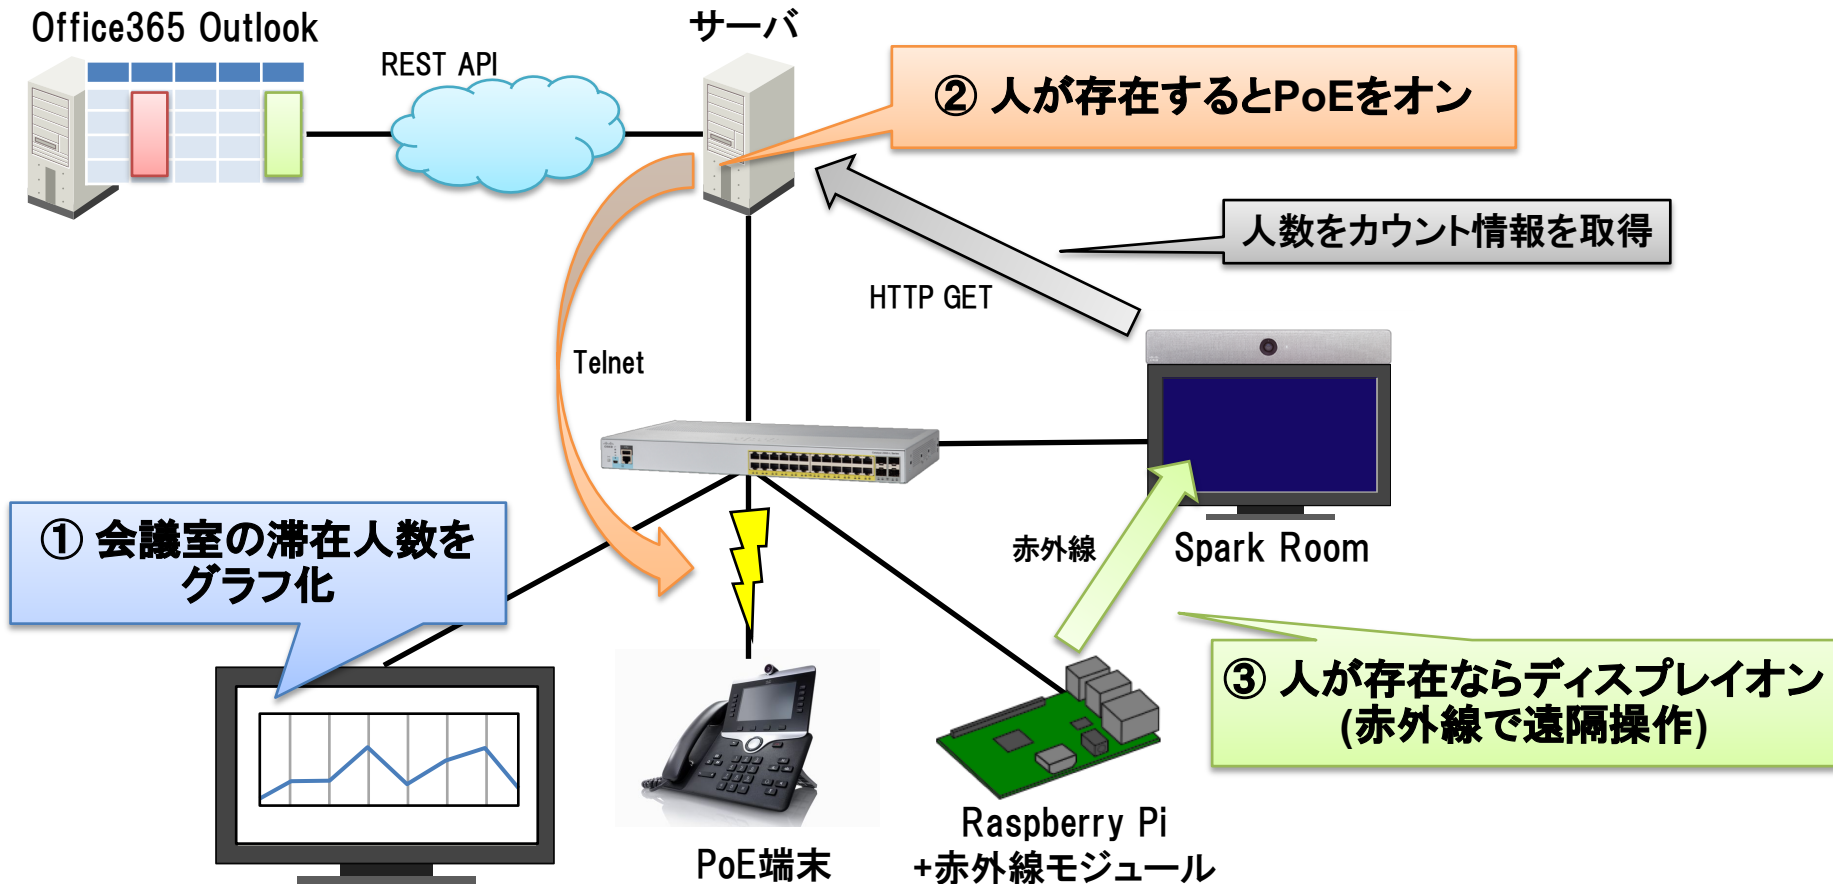 Office365 Outlook
サーバ
REST API
② 人が存在するとPoEをオン
人数をカウント情報を取得
HTTP GET
Telnet
① 会議室の滞在人数を
グラフ化
赤外線
Spark Room
③ 人が存在ならディスプレイオン
(赤外線で遠隔操作)
PoE端末
Raspberry Pi
+赤外線モジュール